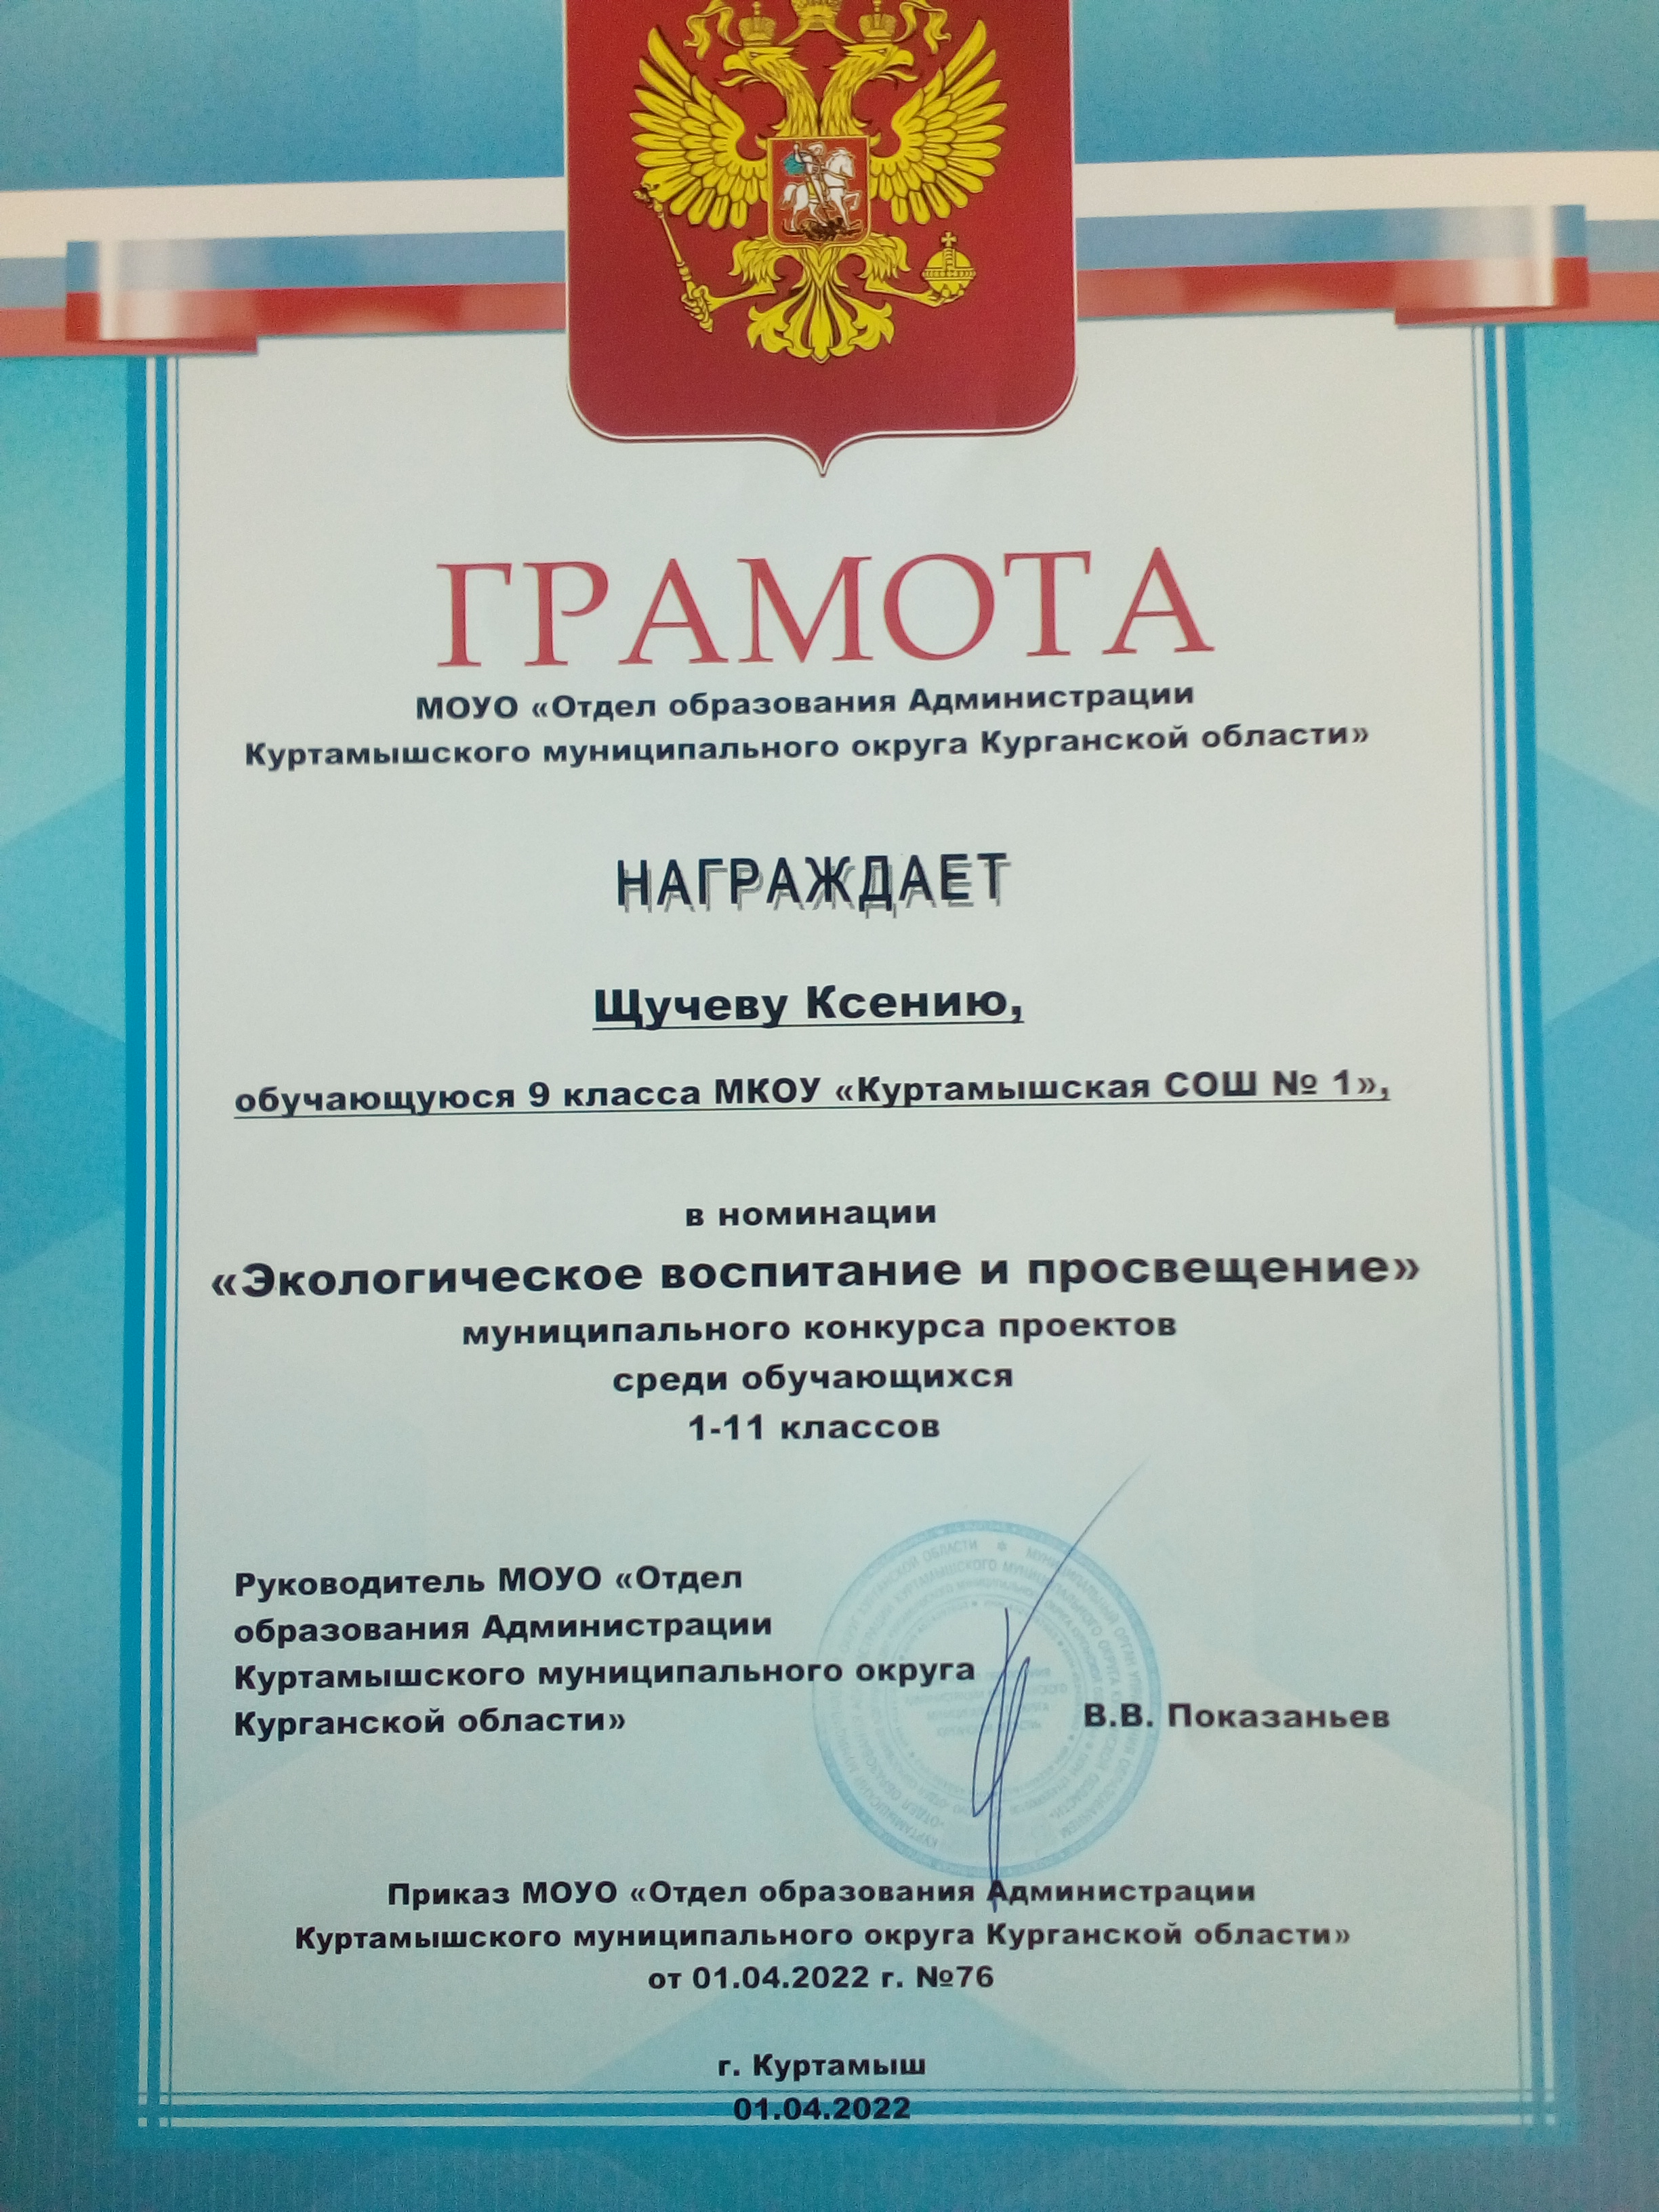 ГРАМОТА
МОУО «Отдел образования Администрации
Куртамышского муниципального округа Курганской области»
НАГРАЖДАЕТ
Щучеву Ксению,
обучающуюся 9 класса МКОУ «Куртамышская СОШ № 1»,
в номинации
«Экологическое воспитание и просвещение»
муниципального конкурса проектов
среди обучающихся
1-11 классов
Руководитель МОУО «Отдел
образования Администрации
Куртамышского муниципального округа
Курганской области»
В.В. Показаньев
Приказ МОУО «Отдел образования Администрации
Куртамышского муниципального округа Курганской области»
от 01.04.2022 г. №76
г. Куртамыш
01.04.2022